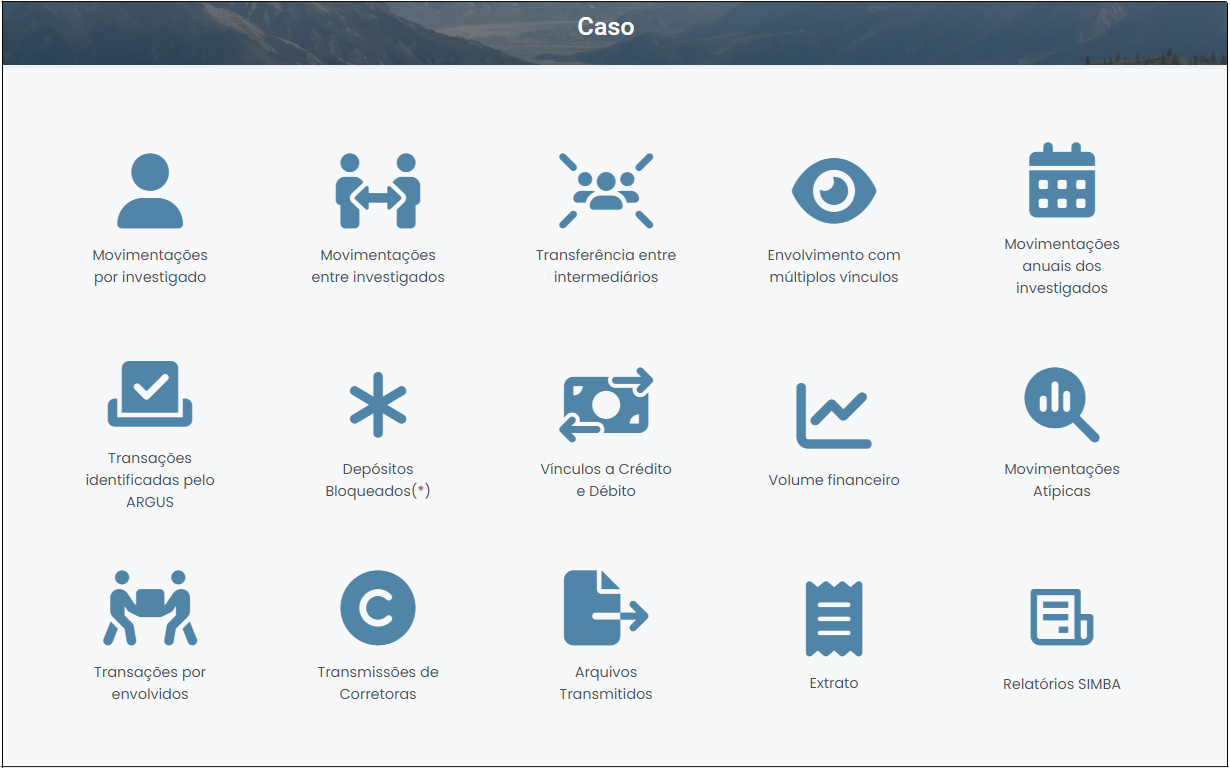 Caso
Movimentações
por investigado
Movimentações
entre investigados
Transferência entre
intermediários
Envolvimento com
múltiplos vínculos
Movimentações
anuais dos
investigados
Transações
identificadas pelo
ARGUS
Depósitos
Bloqueados(*)
Vínculos a Crédito
e Débito
Volume financeiro
Movimentações
Atípicas
Transações por
envolvidos
Transmissões de
Corretoras
Arquivos
Transmitidos
Extrato
Relatórios SIMBA